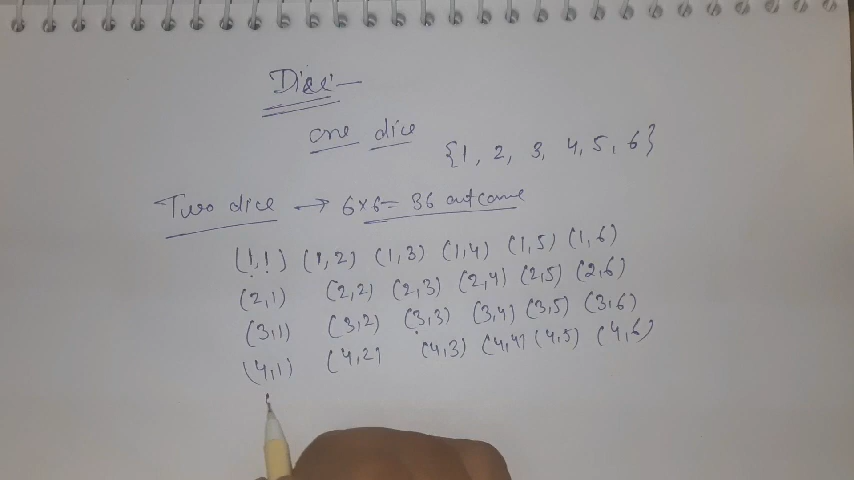 Dice:-
one dice
{1, 2, 3, 4, 5, 6}
Two dice → 6×6= 36 outcome
(1,1) (1,2) (1,3) (1,4) (1,5) (1,6)
(2,1) (2,2) (2,3) (2,4) (2,5) (2,6)
(3,1) (3,2) (3,3) (3,4) (3,5) (3,6)
(4,1) (4,2) (4,3) (4,4) (4,5) (4,6)